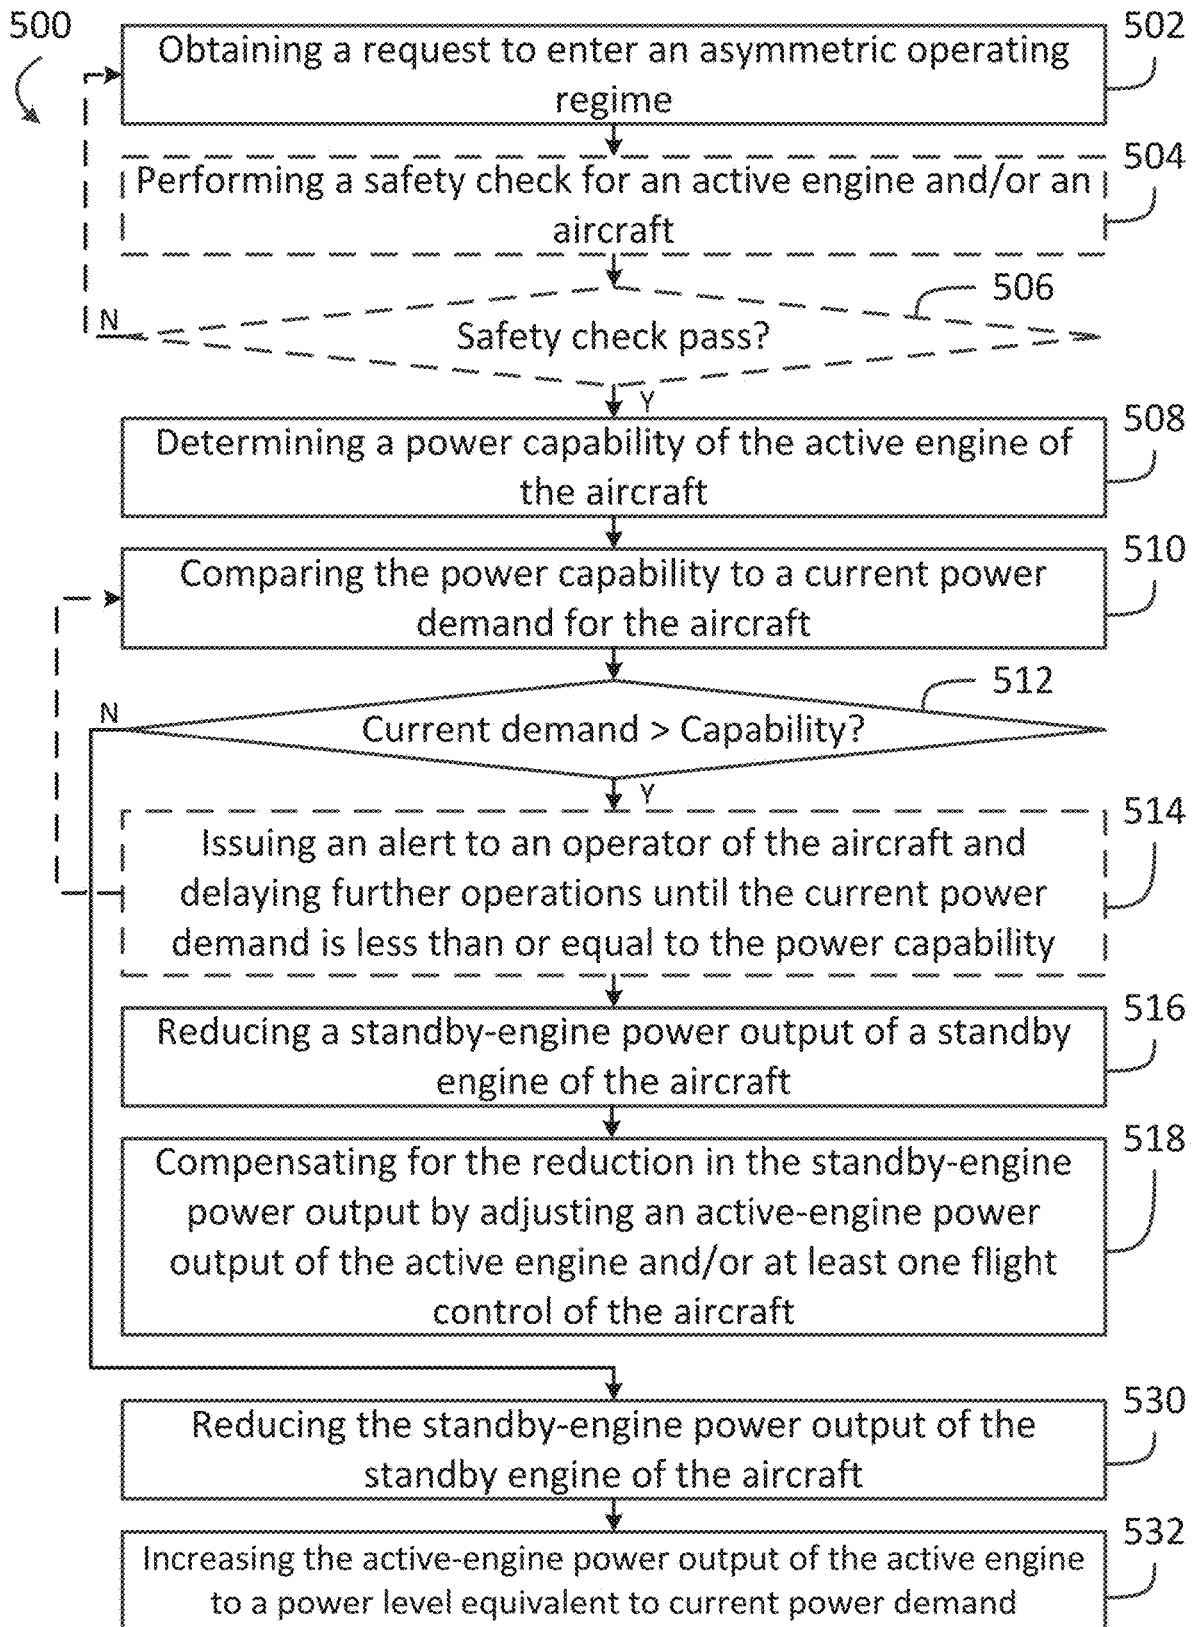 500
502
Obtaining a request to enter an asymmetric operating
regime
504
Performing a safety check for an active engine and/or an
aircraft
506
N
Safety check pass?
Y
508
Determining a power capability of the active engine of
the aircraft
510
Comparing the power capability to a current power
demand for the aircraft
512
N
Current demand > Capability?
Y
514
Issuing an alert to an operator of the aircraft and
delaying further operations until the current power
demand is less than or equal to the power capability
516
Reducing a standby-engine power output of a standby
engine of the aircraft
518
Compensating for the reduction in the standby-engine
power output by adjusting an active-engine power
output of the active engine and/or at least one flight
control of the aircraft
530
Reducing the standby-engine power output of the
standby engine of the aircraft
532
Increasing the active-engine power output of the active engine
to a power level equivalent to current power demand